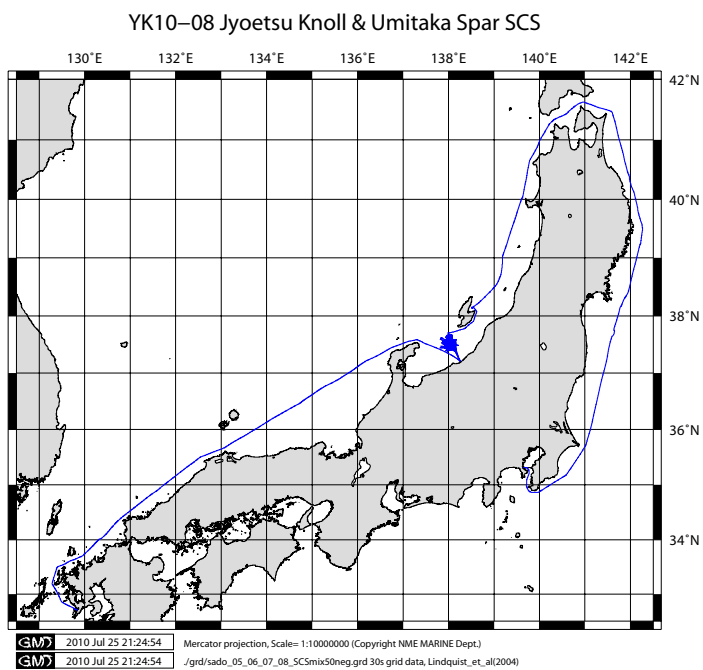 YK10−08 Jyoetsu Knoll & Umitaka Spar SCS
130˚E 132˚E 134˚E 136˚E 138˚E 140˚E 142˚E
42˚N
40˚N
38˚N
36˚N
34˚N
GMT 2010 Jul 25 21:24:54 Mercator projection, Scale= 1:10000000 (Copyright NME MARINE Dept.)
GMT 2010 Jul 25 21:24:54 ./grd/sado_05_06_07_08_SCSmix50neg.grd 30s grid data, Lindquist_et_al(2004)